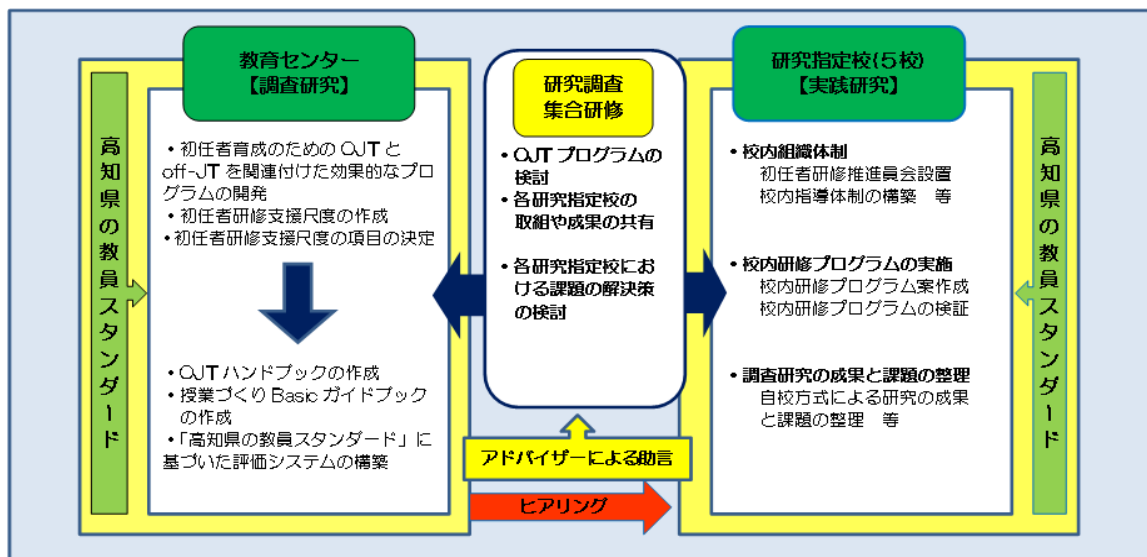 高知県の教員スタンダード
教育センター
【調査研究】
・初任者育成のための OJT と
off-JT を関連付けた効果的なプロ
グラムの開発
・初任者研修支援尺度の作成
・初任者研修支援尺度の項目の決定
・OJT ハンドブックの作成
・授業づくり Basic ガイドブック
の作成
・「高知県の教員スタンダード」に
基づいた評価システムの構築
研究調査
集合研修
・OJT プログラムの
検討
・各研究指定校の
取組や成果の共有
・各研究指定校にお
ける課題の解決策
の検討
アドバイザーによる助言
ヒアリング
研究指定校(5校)
【実践研究】
・校内組織体制
初任者研修推進員会設置
校内指導体制の構築 等
・校内研修プログラムの実施
校内研修プログラム案作成
校内研修プログラムの検証
・調査研究の成果と課題の整理
自校方式による研究の成果
と課題の整理 等
高知県の教員スタンダード